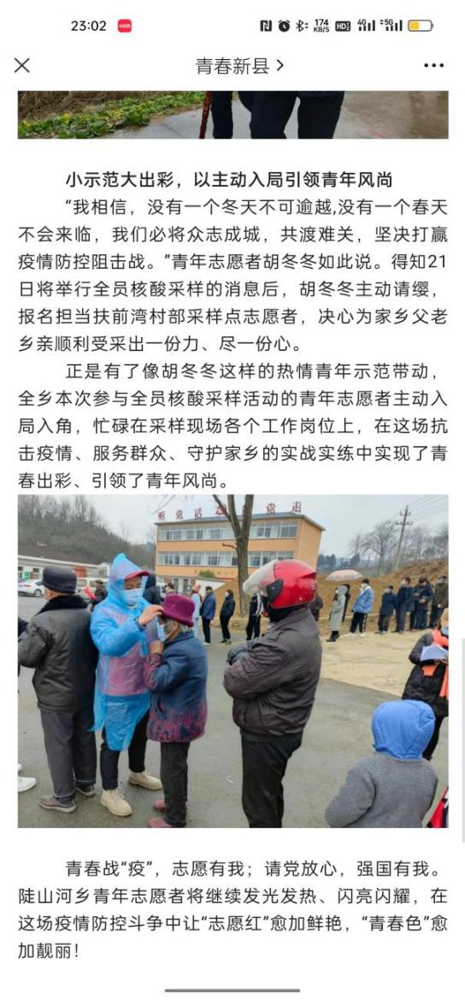 23:02
174
KB/S
HD
4G
5G
青春新县 >
小示范大出彩，以主动入局引领青年风尚
“我相信，没有一个冬天不可逾越,没有一个春天
不会来临，我们必将众志成城，共渡难关，坚决打赢
疫情防控阻击战。”青年志愿者胡冬冬如此说。得知21
日将举行全员核酸采样的消息后，胡冬冬主动请缨，
报名担当扶前湾村部采样点志愿者，决心为家乡父老
乡亲顺利受采出一份力、尽一份心。
正是有了像胡冬冬这样的热情青年示范带动，
全乡本次参与全员核酸采样活动的青年志愿者主动入
局入角，忙碌在采样现场各个工作岗位上，在这场抗
击疫情、服务群众、守护家乡的实战实练中实现了青
春出彩、引领了青年风尚。
听党话 党走
青春战“疫”，志愿有我；请党放心，强国有我。
陡山河乡青年志愿者将继续发光发热、闪亮闪耀，在
这场疫情防控斗争中让“志愿红”愈加鲜艳，“青春色”愈
加靓丽！